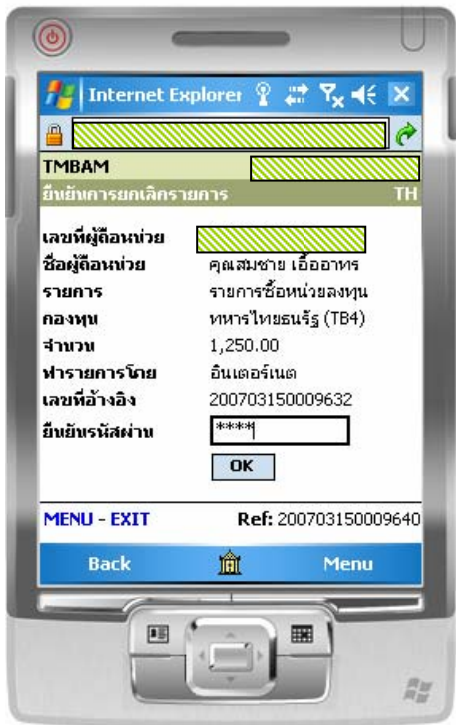 Internet Explorer
TMBAM
ยืนยันการยกเลิกรายการ TH
เลขที่ผู้ถือหน่วย
ชื่อผู้ถือหน่วย คุณสมชาย เอื้ออาทร
รายการ รายการซื้อหน่วยลงทุน
กองทุน ทหารไทยธนรัฐ (TB4)
จำนวน 1,250.00
ทำรายการโดย อินเตอร์เนต
เลขที่อ้างอิง 200703150009632
ยืนยันรหัสผ่าน ****
OK
MENU - EXIT Ref: 200703150009640
Back Menu